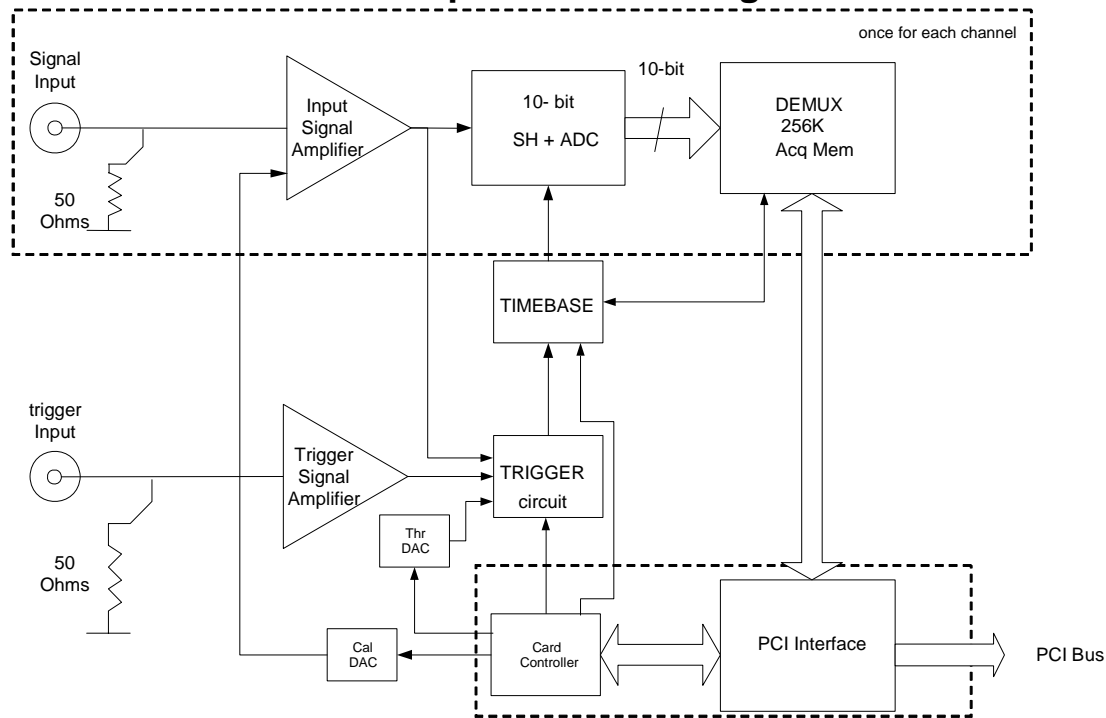 once for each channel
Signal
Input
10-bit
Input
Signal
Amplifier
10- bit
SH + ADC
DEMUX
256K
Acq Mem
50
Ohms
TIMEBASE
trigger
Input
Trigger
Signal
Amplifier
TRIGGER
circuit
Thr
DAC
50
Ohms
Cal
DAC
Card
Controller
PCI Interface
PCI Bus